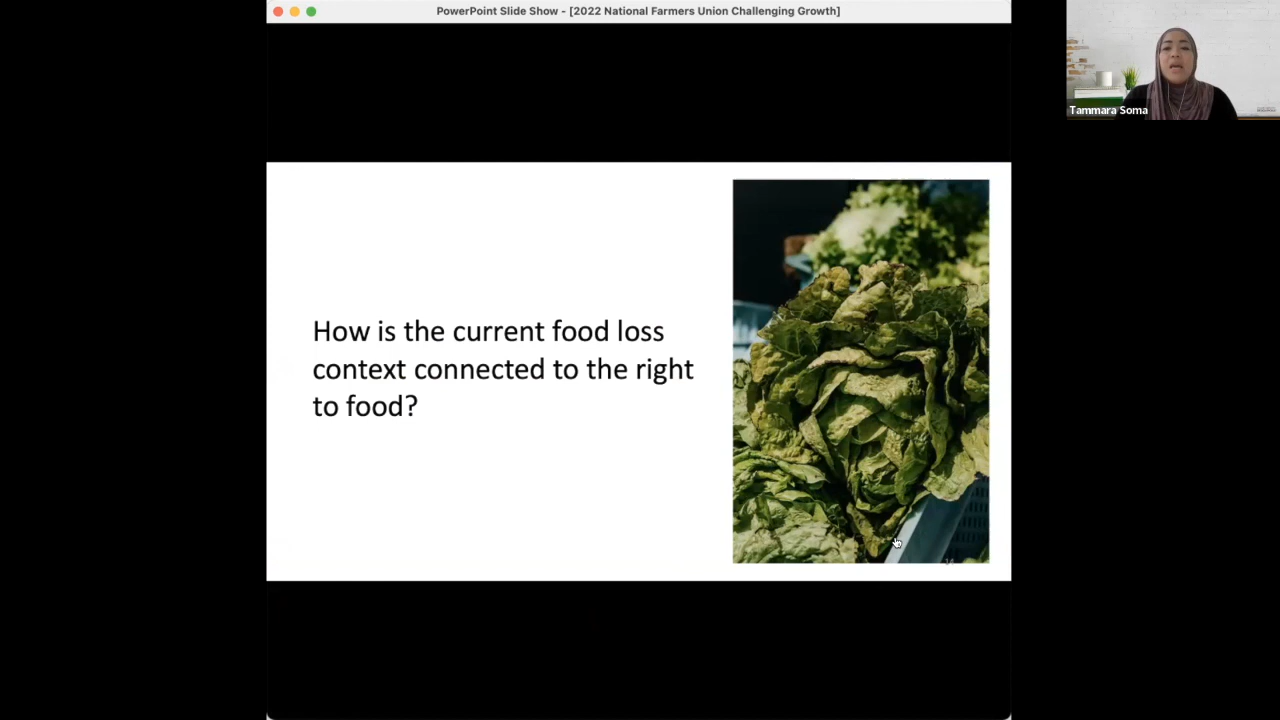 PowerPoint Slide Show - [2022 National Farmers Union Challenging Growth]
Tammara Soma
How is the current food loss
context connected to the right
to food?